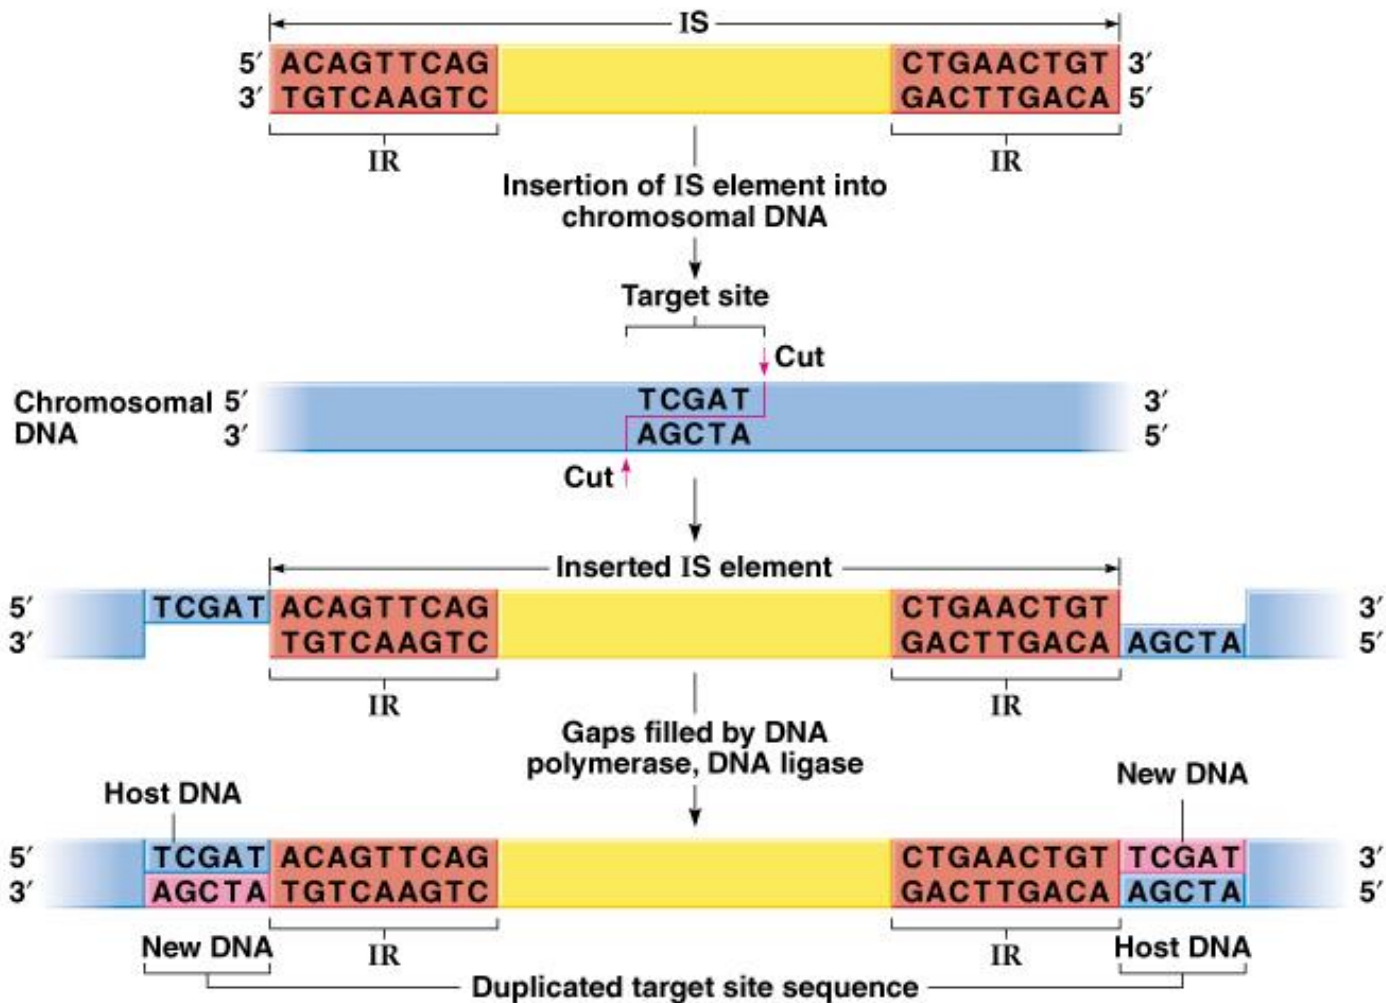 IS
5′ ACAGTTCAG CTGAACTGT 3′
3′ TGTCAAGTC GACTTGACA 5′
IR IR
Insertion of IS element into
chromosomal DNA
Target site
Cut
Chromosomal 5′ TCGAT 3′
DNA 3′ AGCTA 5′
Cut
Inserted IS element
5′ TCGAT ACAGTTCAG CTGAACTGT 3′
3′ TGTCAAGTC GACTTGACA AGCTA 5′
IR IR
Gaps filled by DNA
polymerase, DNA ligase
Host DNA New DNA
5′ TCGAT ACAGTTCAG CTGAACTGT TCGAT 3′
3′ AGCTA TGTCAAGTC GACTTGACA AGCTA 5′
New DNA IR IR Host DNA
Duplicated target site sequence